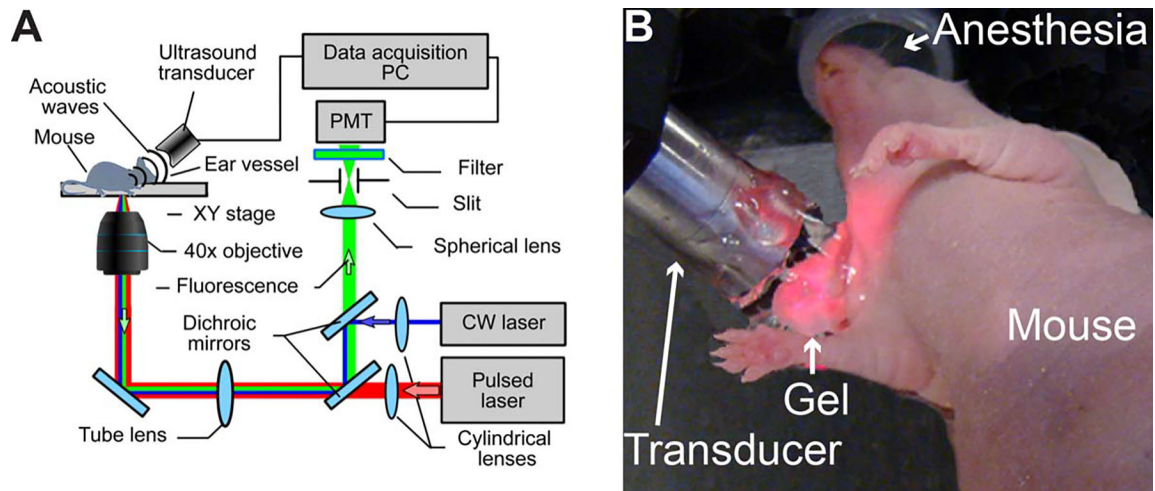 A
Ultrasound
transducer
Data acquisition
PC
Acoustic
waves
PMT
Mouse
Ear vessel
Filter
XY stage
Slit
40x objective
Spherical lens
Fluorescence
Dichroic
mirrors
CW laser
Pulsed
laser
Tube lens
Cylindrical
lenses
B
Anesthesia
Mouse
Gel
Transducer